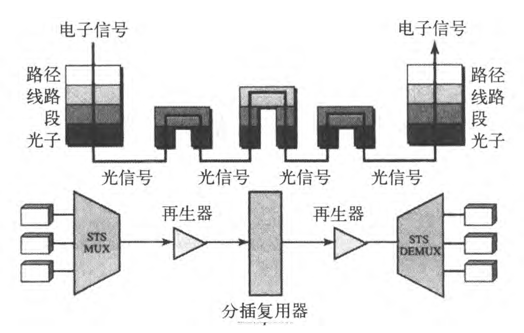 电子信号 电子信号
路径 路径
线路 线路
段 段
光子 光子
光信号 光信号 光信号 光信号
再生器 再生器
STS
MUX
STS
DEMUX
分插复用器